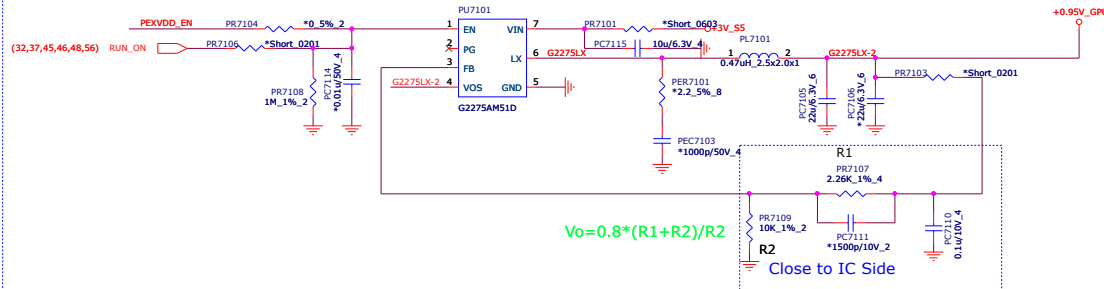 PU7101
+0.95V_GPU
PEXVDD_EN
PR7104
*0_5%_2
1
EN
VIN
7
PR7101
*Short_0603
+3V_S5
(32,37,45,46,48,56)
RUN_ON
PR7106
*Short_0201
2
PG
PC7115
10u/6.3V_4
LX
6
G2275LX
PL7101
1
2
0.47uH_2.5x2.0x1
G2275LX-2
3
FB
G2275LX-2
4
VOS
GND
5
G2275AM51D
PR7108
1M_1%_2
PC7114
*0.01u/50V_4
PER7101
*2.2_5%_8
PEC7103
*1000p/50V_4
PC7105
22u/6.3V_6
PC7106
*22u/6.3V_6
PR7103
*Short_0201
R1
PR7107
2.26K_1%_4
PR7109
10K_1%_2
R2
PC7111
*1500p/10V_2
PC7110
0.1u/10V_4
Vo=0.8*(R1+R2)/R2
Close to IC Side